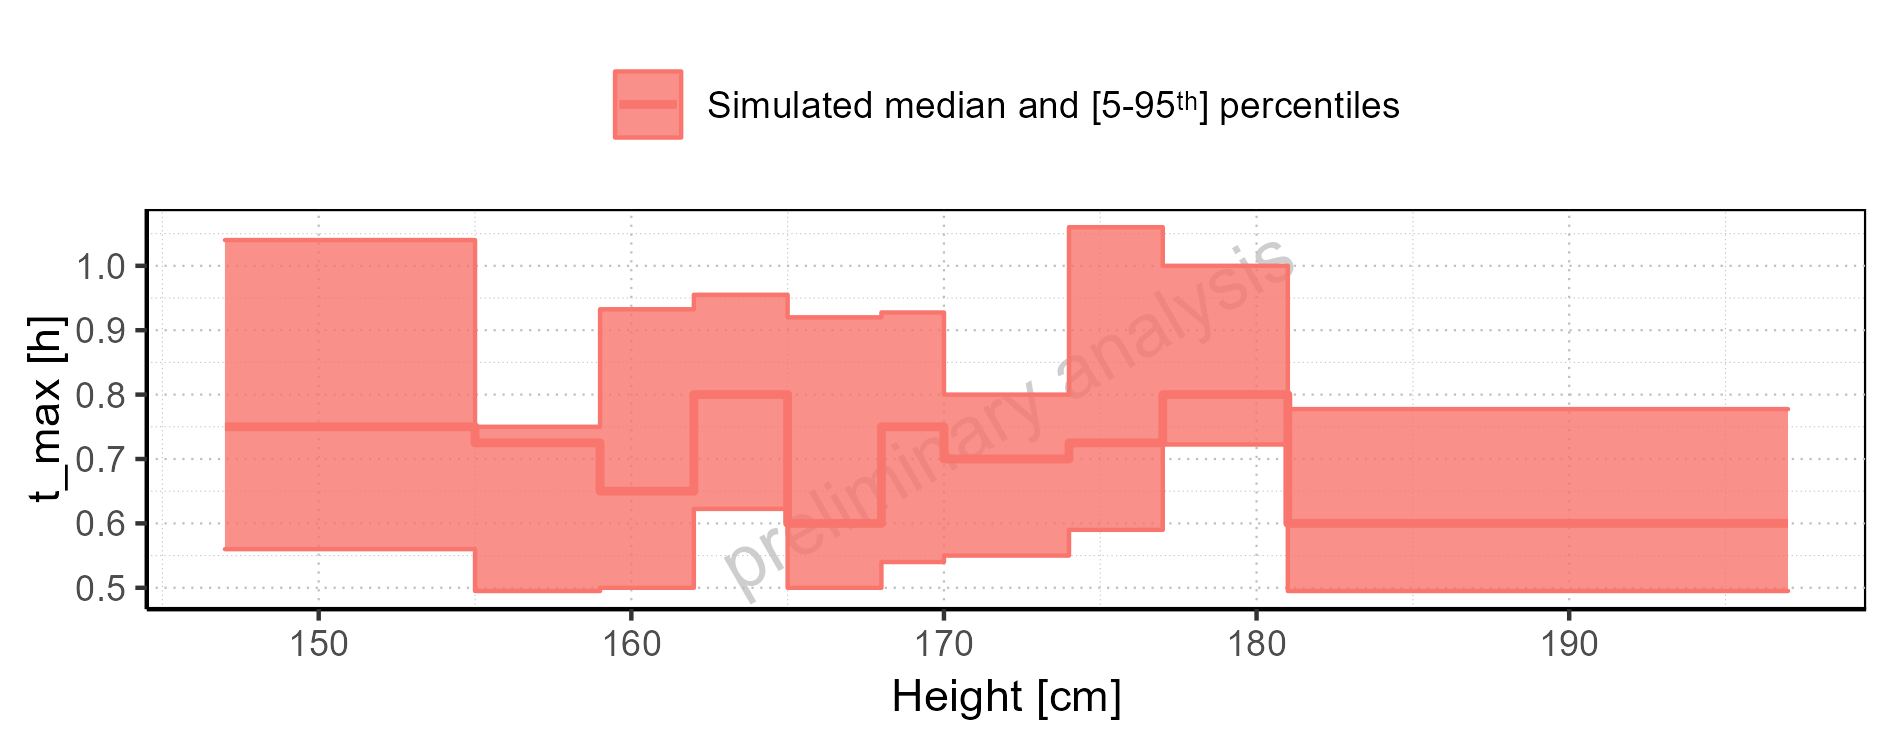 Simulated median and [5-95th] percentiles
t_max [h]
1.0
0.9
0.8
0.7
0.6
0.5
preliminary analysis
150 160 170 180 190
Height [cm]